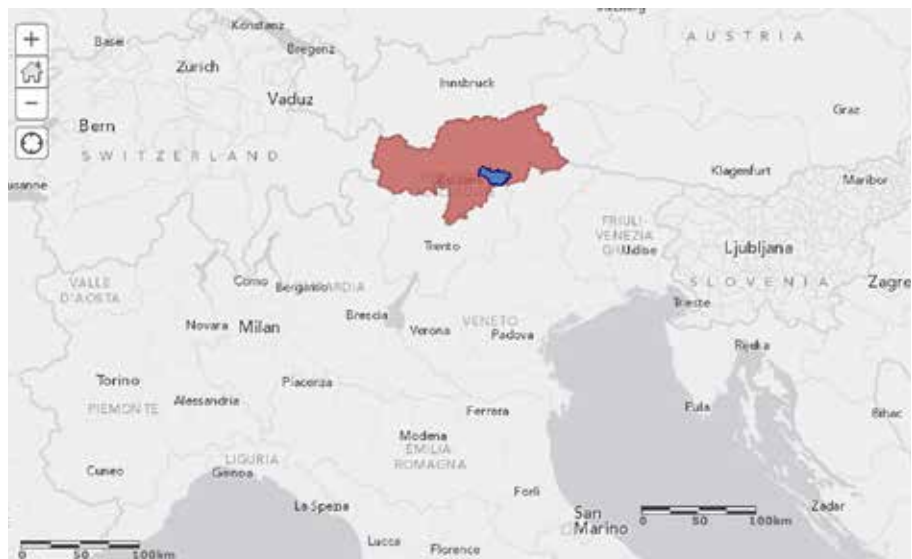 Konstanz
Basel
Bregenz
AUSTRIA
+
Zurich
Innsbruck
Vaduz
Graz
−
Bern
SWITZERLAND
Klagenfurt
Maribor
FRIULI-
VENEZIA
Udine
Trento
Ljubljana
SLOVENIA
Zagre
VALLE
D'AOSTA
Como
Bergamo
ARDIA
Trieste
Brescia
Novara
Milan
Verona
VENETO
Padova
Rijeka
Torino
Piacenza
PIEMONTE
Alessandria
Ferrara
Pula
Bihac
Modena
EMILIA
ROMAGNA
Cuneo
LIGURIA
Genoa
Forlì
La Spezia
San
Marino
Zadar
0 50 100km
0 50 100km
Lucca
Florence